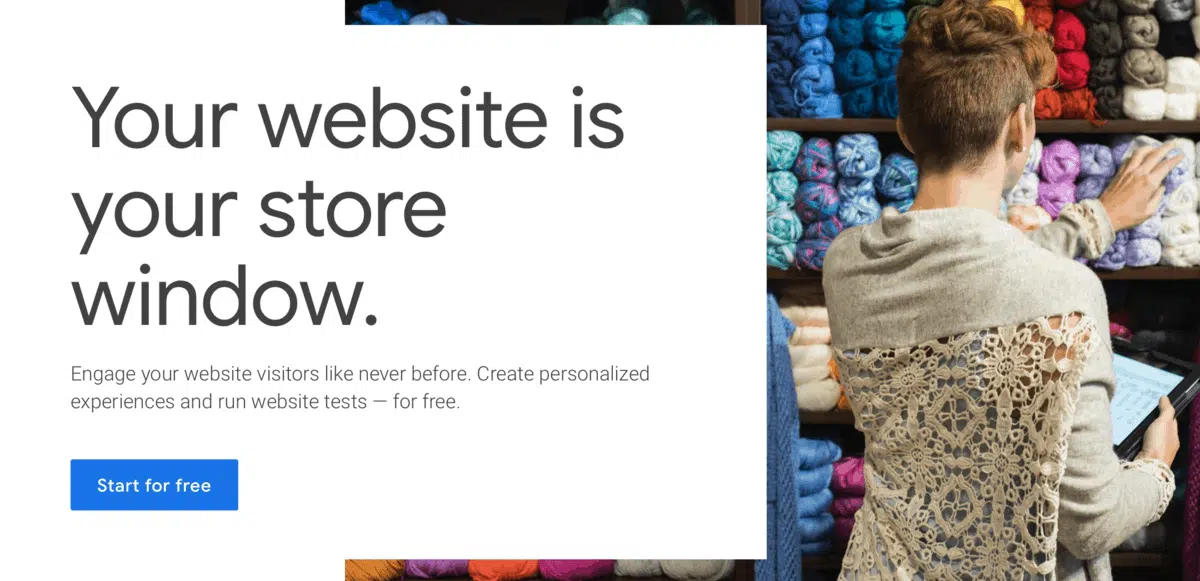 Your website is
your store
window.
Engage your website visitors like never before. Create personalized
experiences and run website tests — for free.
Start for free